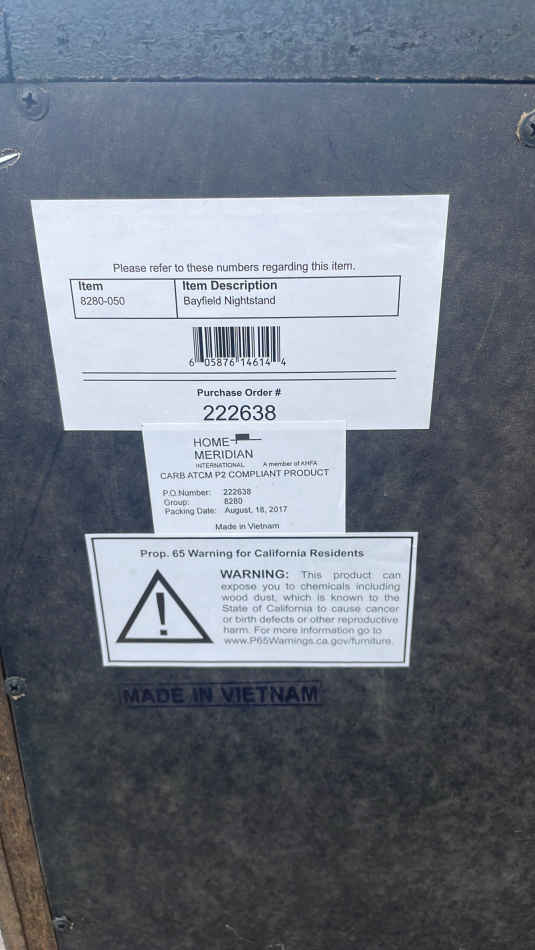 Please refer to these numbers regarding this item.
Item Item Description
8280-050 Bayfield Nightstand
6 05876 14614 4
Purchase Order #
222638
HOME
MERIDIAN
INTERNATIONAL A member of AHFA
CARB ATCM P2 COMPLIANT PRODUCT
P.O.Number: 222638
Group: 8280
Packing Date: August, 18, 2017
Made in Vietnam
Prop. 65 Warning for California Residents
WARNING: This product can
expose you to chemicals including
wood dust, which is known to the
State of California to cause cancer
or birth defects or other reproductive
harm. For more information go to
www.P65Warnings.ca.gov/furniture.
MADE IN VIETNAM